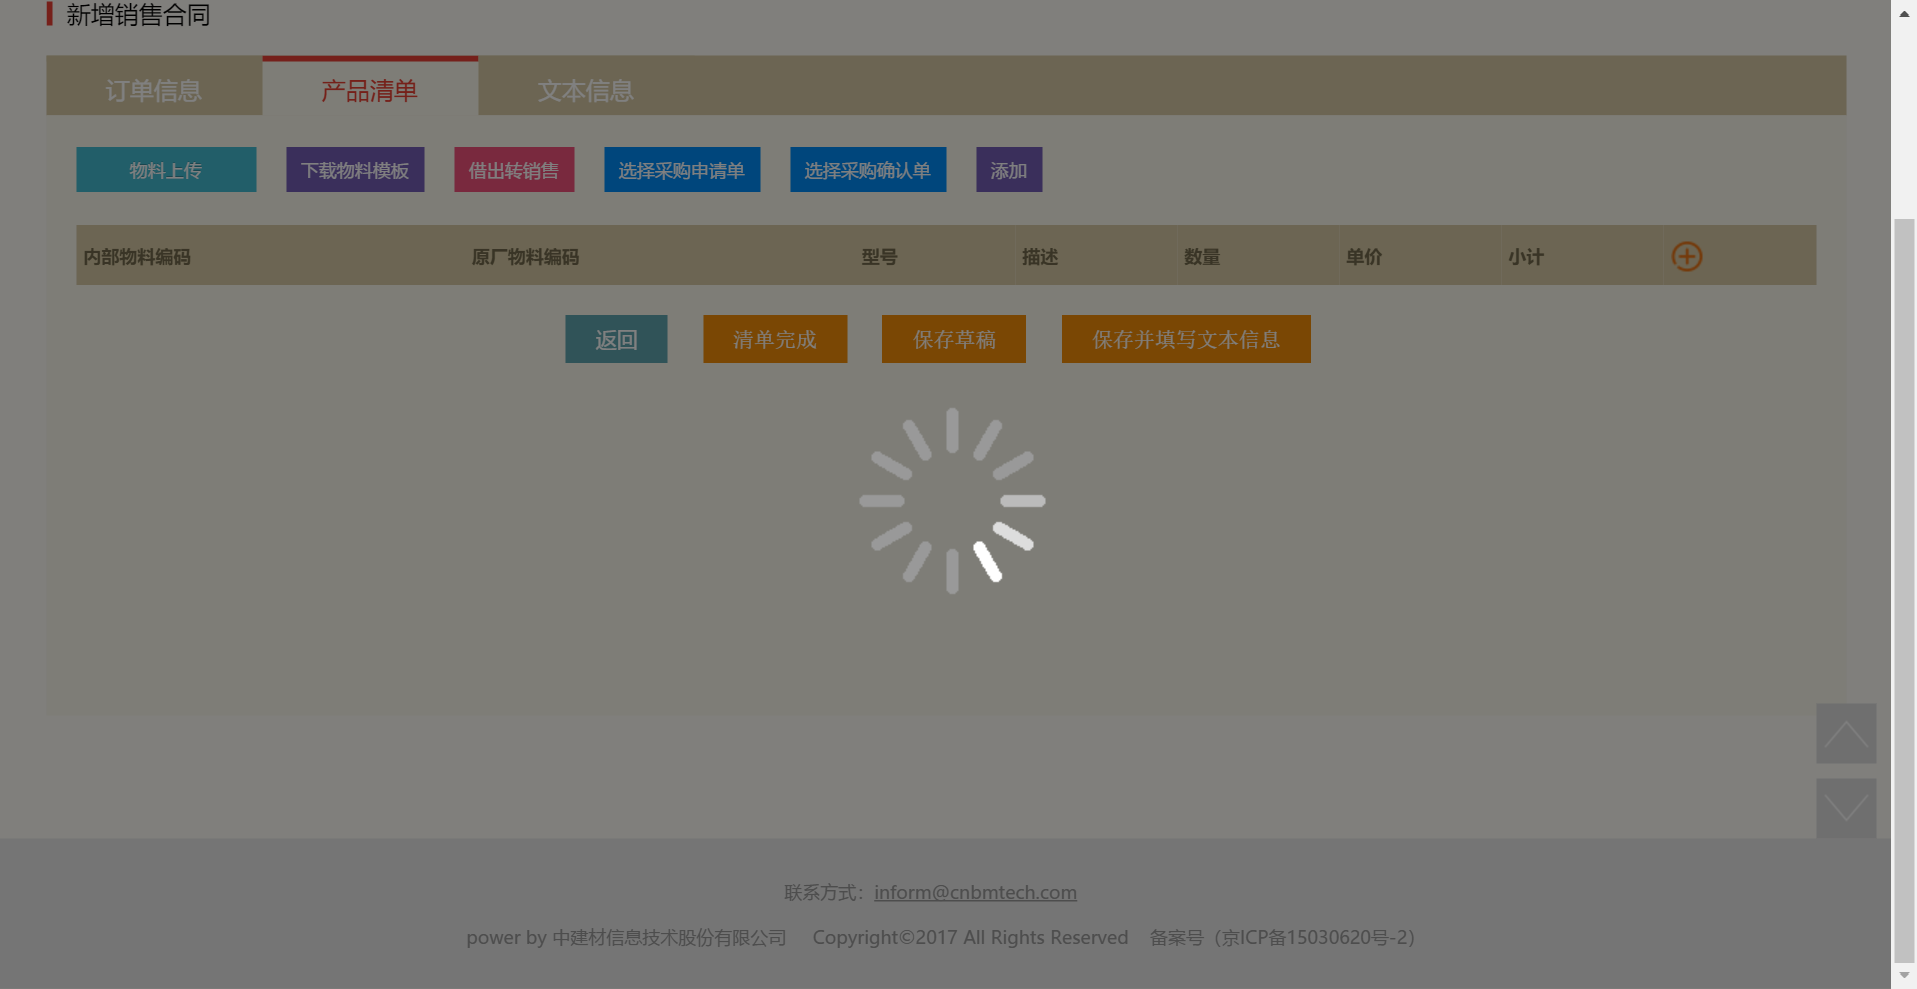 新增销售合同
订单信息 产品清单 文本信息
物料上传 下载物料模板 借出转销售 选择采购申请单 选择采购确认单 添加
内部物料编码 原厂物料编码 型号 描述 数量 单价 小计
返回 清单完成 保存草稿 保存并填写文本信息
联系方式：inform@cnbmtech.com
power by 中建材信息技术股份有限公司 Copyright©2017 All Rights Reserved 备案号（京ICP备15030620号-2）